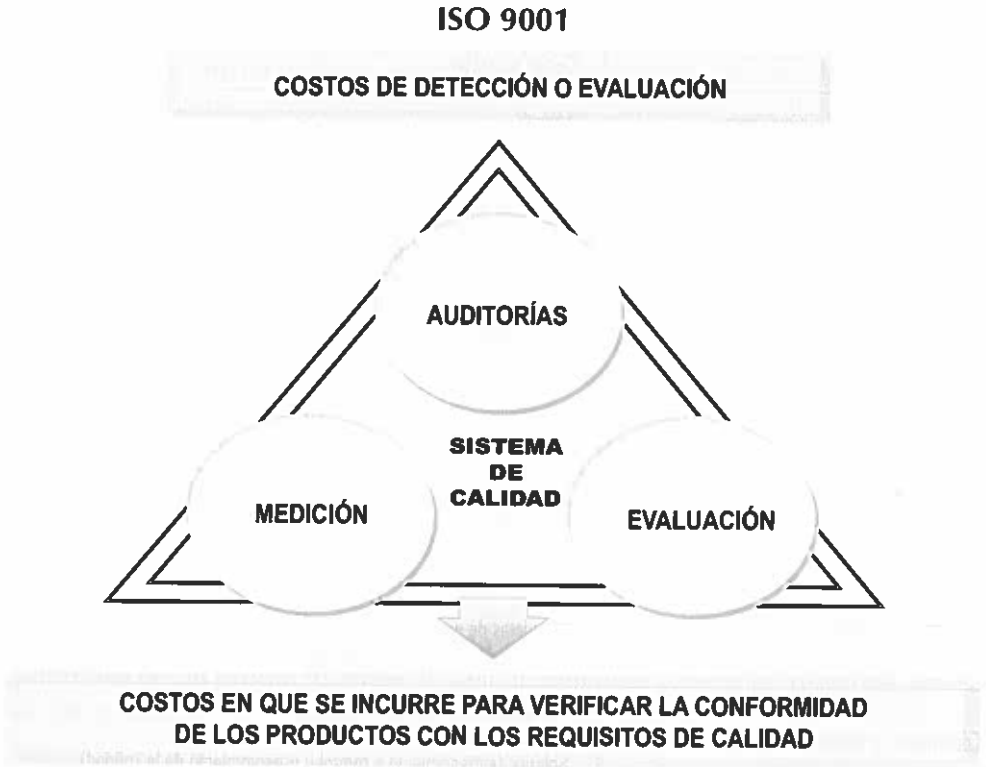 ISO 9001
COSTOS DE DETECCIÓN O EVALUACIÓN
AUDITORÍAS
SISTEMA
DE
CALIDAD
MEDICIÓN
EVALUACIÓN
COSTOS EN QUE SE INCURRE PARA VERIFICAR LA CONFORMIDAD
DE LOS PRODUCTOS CON LOS REQUISITOS DE CALIDAD